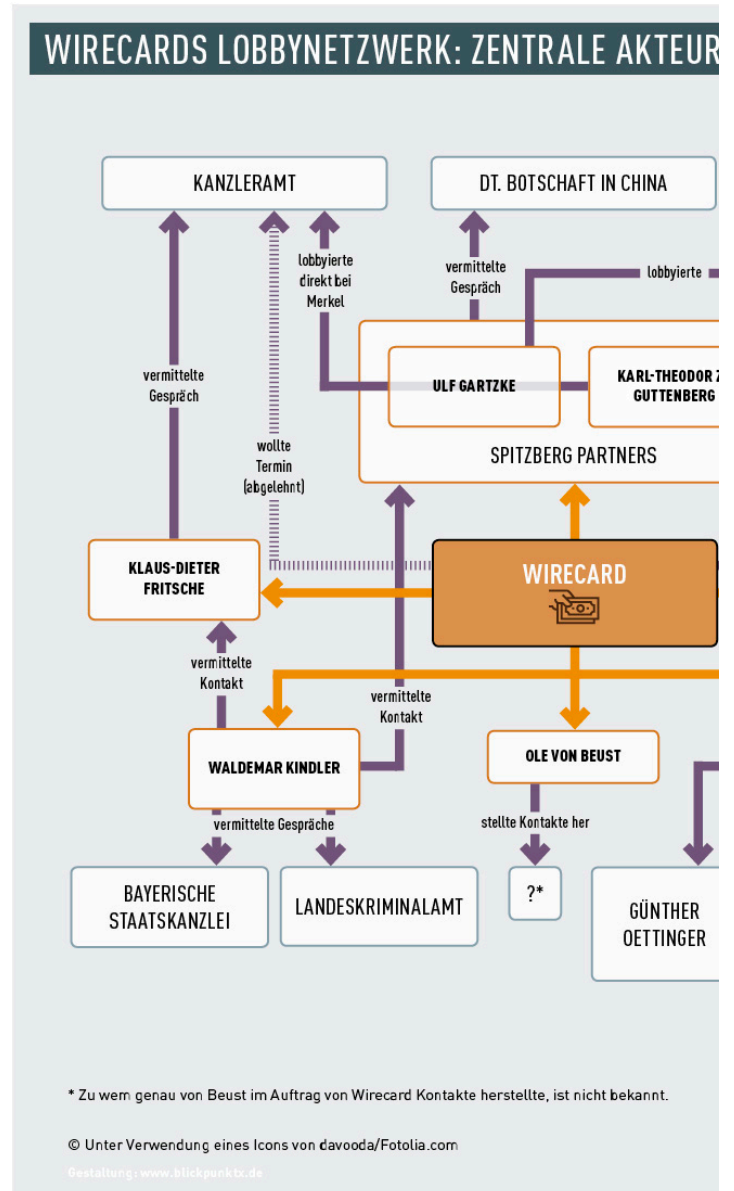 WIRECARDS LOBBYNETZWERK: ZENTRALE AKTEUR
KANZLERAMT
DT. BOTSCHAFT IN CHINA
lobbyierte
direkt bei
Merkel
vermittelte
Gespräch
lobbyierte
vermittelte
Gespräch
ULF GARTZKE
KARL-THEODOR Z
GUTTENBERG
wollte
Termin
(abgelehnt)
SPITZBERG PARTNERS
KLAUS-DIETER
FRITSCHE
WIRECARD
vermittelte
Kontakt
vermittelte
Kontakt
WALDEMAR KINDLER
OLE VON BEUST
vermittelte Gespräche
stellte Kontakte her
BAYERISCHE
STAATSKANZLEI
LANDESKRIMINALAMT
?*
GÜNTHER
OETTINGER
* Zu wem genau von Beust im Auftrag von Wirecard Kontakte herstellte, ist nicht bekannt.
© Unter Verwendung eines Icons von davooda/Fotolia.com
Gestaltung: www.blickpunktx.de